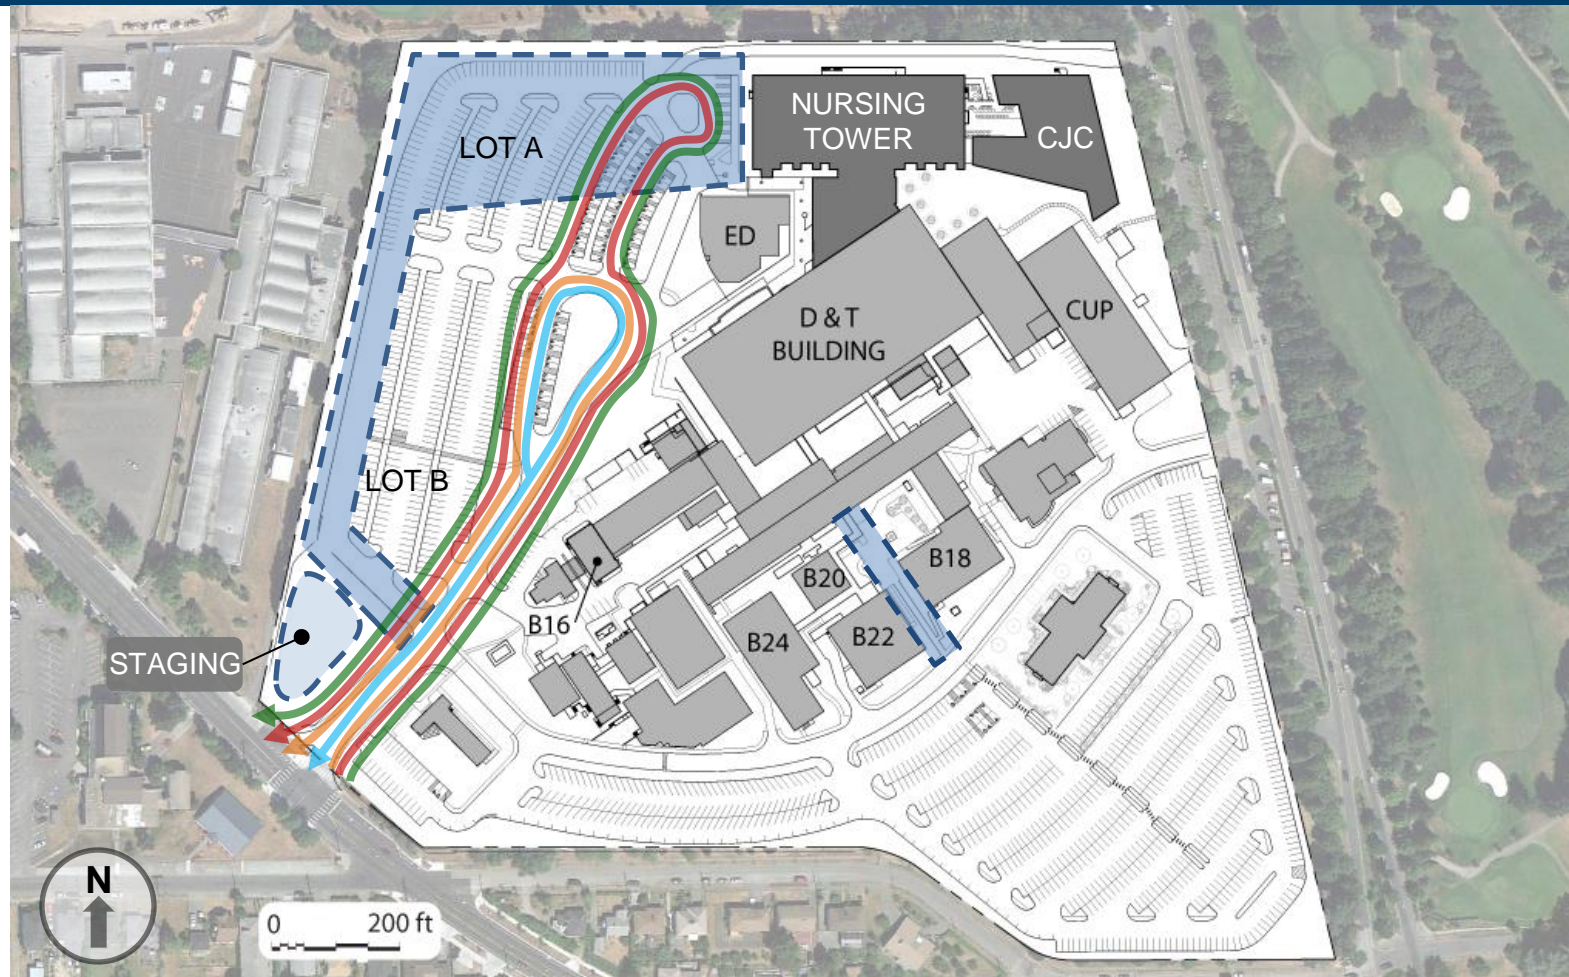 NURSING
TOWER
CJC
LOT A
ED
D & T
BUILDING
CUP
LOT B
B18
B20
B16
B22
B24
STAGING
N
0
200 ft